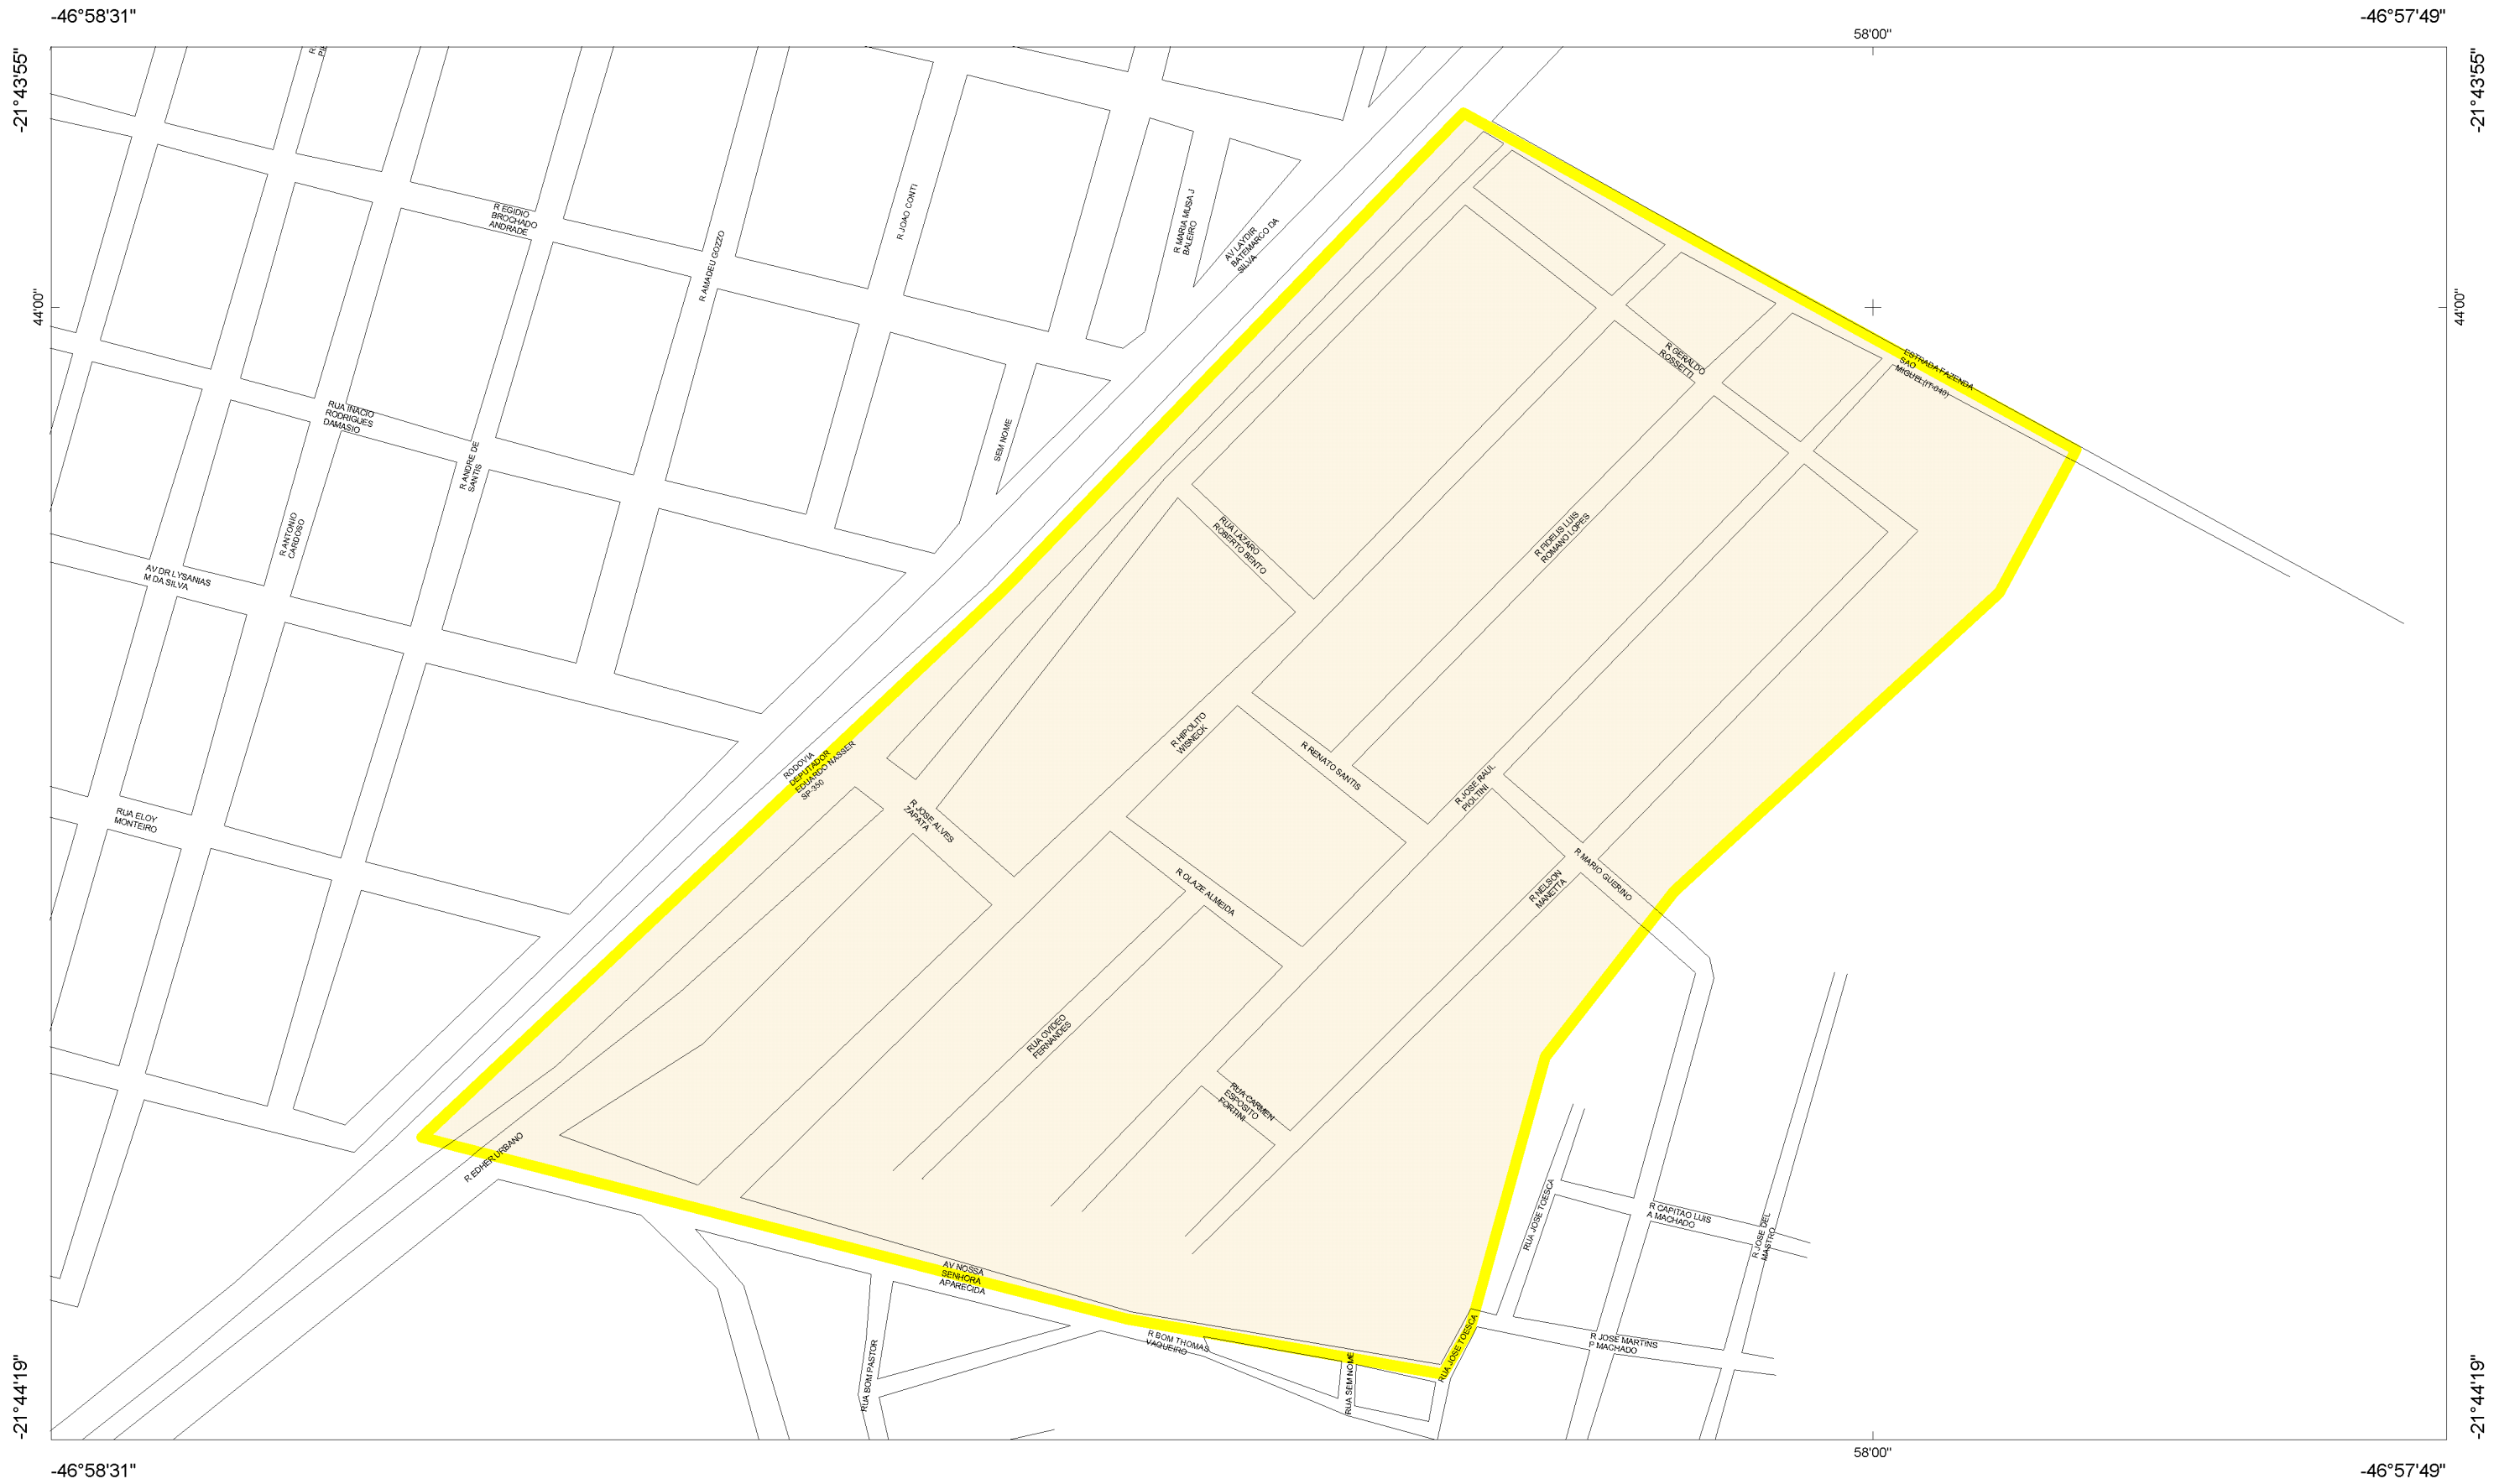 -46°58'31"
-46°57'49"
58'00"
-21°43'55"
-21°43'55"
R EGIDIO
BROCHADO
ANDRADE
R JOAO CONTI
R MARIA MUSA J
BALEIRO
AV LAYDIR
BATEMARCO DA
SILVA
R AMADEU GOZZO
44'00"
44'00"
R GERALDO
ROSSETTI
ESTRADA FAZENDA
SAO
MIGUEL(IT-040)
RUA INACIO
RODRIGUES
DAMASIO
SEM NOME
R ANDRE DE
SANTIS
R ANTONIO
CARDOSO
RUA LAZARO
ROBERTO BENTO
R FIDELIS LUIS
ROMANO LOPES
AV DR LYSANIAS
M DA SILVA
R HIPOLITO
WISNECK
R RENATO SANTIS
RODOVIA
DEPUTADOR
EDUARDO NASSER
SP-350
R JOSE RAUL
PIOLTINI
RUA ELOY
MONTEIRO
R JOSE ALVES
ZAPATA
R MARIO GUERINO
R OLAZE ALMEIDA
R NELSON
MANETTA
RUA OVIDEO
FERNANDES
RUA CARMEN
ESPOSITO
FORTINI
R EDHER URBANO
RUA JOSE TOESCA
R CAPITAO LUIS
A MACHADO
R JOSE DEL
MASTRO
AV NOSSA
SENHORA
APARECIDA
R BOM THOMAS
VAQUEIRO
RUA BOM PASTOR
RUA SEM NOME
RUA JOSE TOESCA
R JOSE MARTINS
P MACHADO
-21°44'19"
-21°44'19"
58'00"
-46°58'31"
-46°57'49"